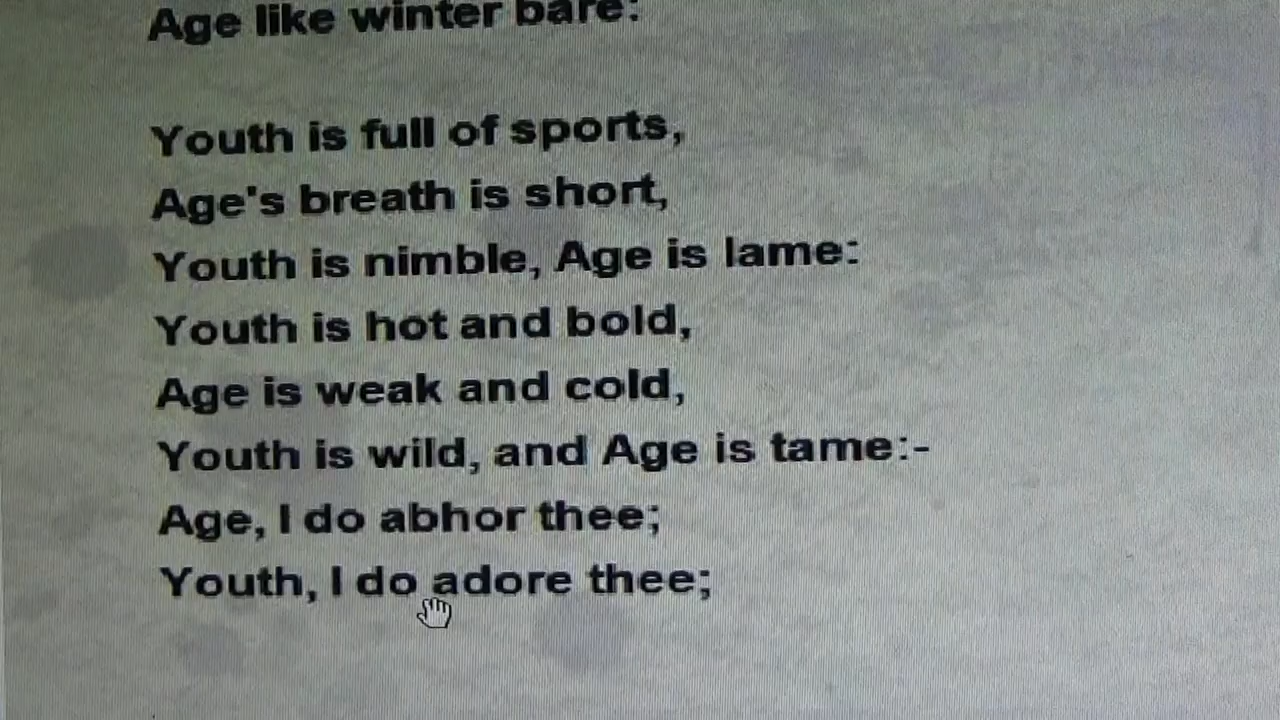 Age like winter bare:
Youth is full of sports,
Age's breath is short,
Youth is nimble, Age is lame:
Youth is hot and bold,
Age is weak and cold,
Youth is wild, and Age is tame:-
Age, I do abhor thee;
Youth, I do adore thee;